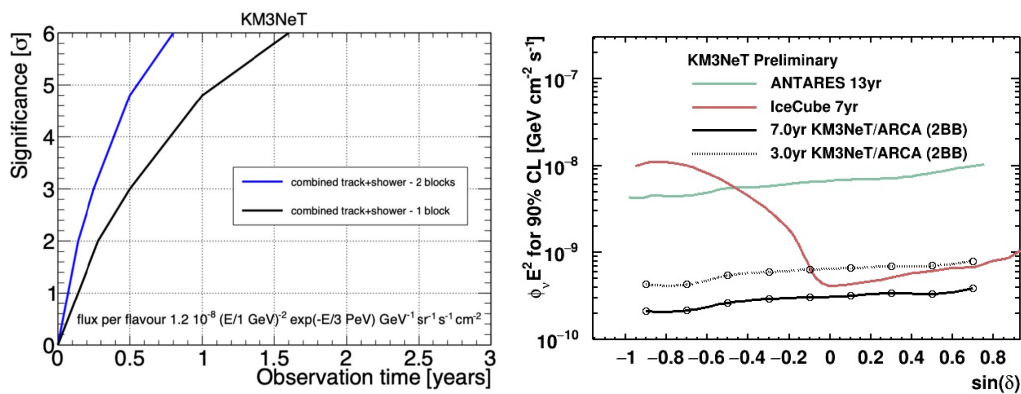 KM3NeT
Significance [σ]
6
5
4
3
2
1
0
combined track+shower - 2 blocks
combined track+shower - 1 block
flux per flavour 1.2 10⁻⁸ (E/1 GeV)⁻² exp(-E/3 PeV) GeV⁻¹ sr⁻¹ s⁻¹ cm⁻²
0 0.5 1 1.5 2 2.5 3
Observation time [years]
ϕᵥ E² for 90% CL [GeV cm⁻² s⁻¹]
10⁻⁷
10⁻⁸
10⁻⁹
10⁻¹⁰
KM3NeT Preliminary
ANTARES 13yr
IceCube 7yr
7.0yr KM3NeT/ARCA (2BB)
3.0yr KM3NeT/ARCA (2BB)
−1 −0.8 −0.6 −0.4 −0.2 0 0.2 0.4 0.6 0.8
sin(δ)